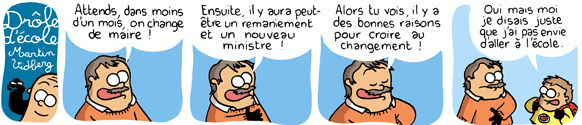 Drôle
d'école
Martin
Vidberg
Attends, dans moins
d'un mois, on change
de maire !
Ensuite, il y aura peut-
être un remaniement
et un nouveau
ministre !
Alors tu vois, il y a
des bonnes raisons
pour croire au
changement !
Oui mais moi
je disais juste
que j'ai pas envie
d'aller à l'école.